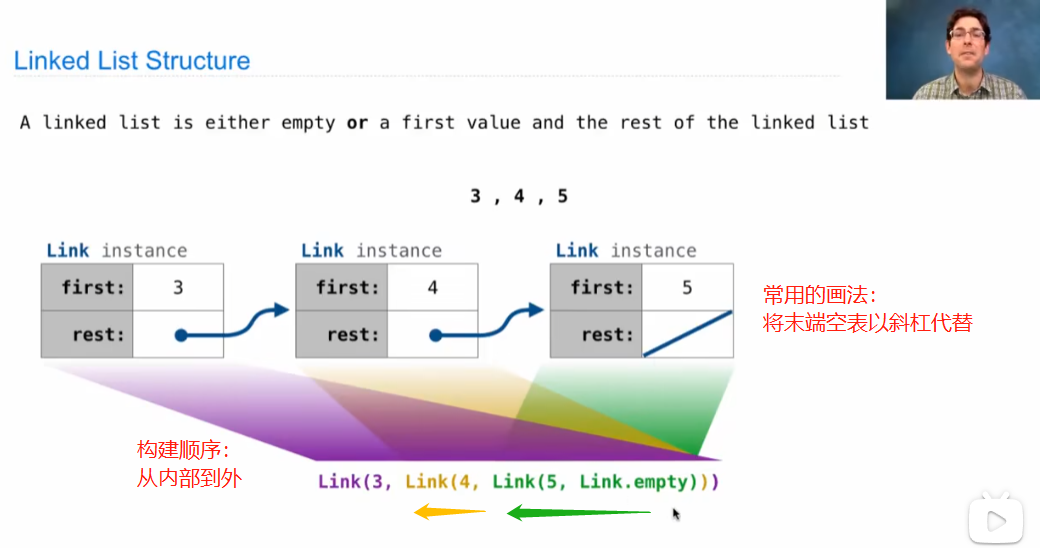 Linked List Structure
A linked list is either empty or a first value and the rest of the linked list
3 , 4 , 5
Link instance
first: 3
rest:
Link instance
first: 4
rest:
Link instance
first: 5
rest:
常用的画法：
将末端空表以斜杠代替
构建顺序：
从内部到外
Link(3, Link(4, Link(5, Link.empty)))